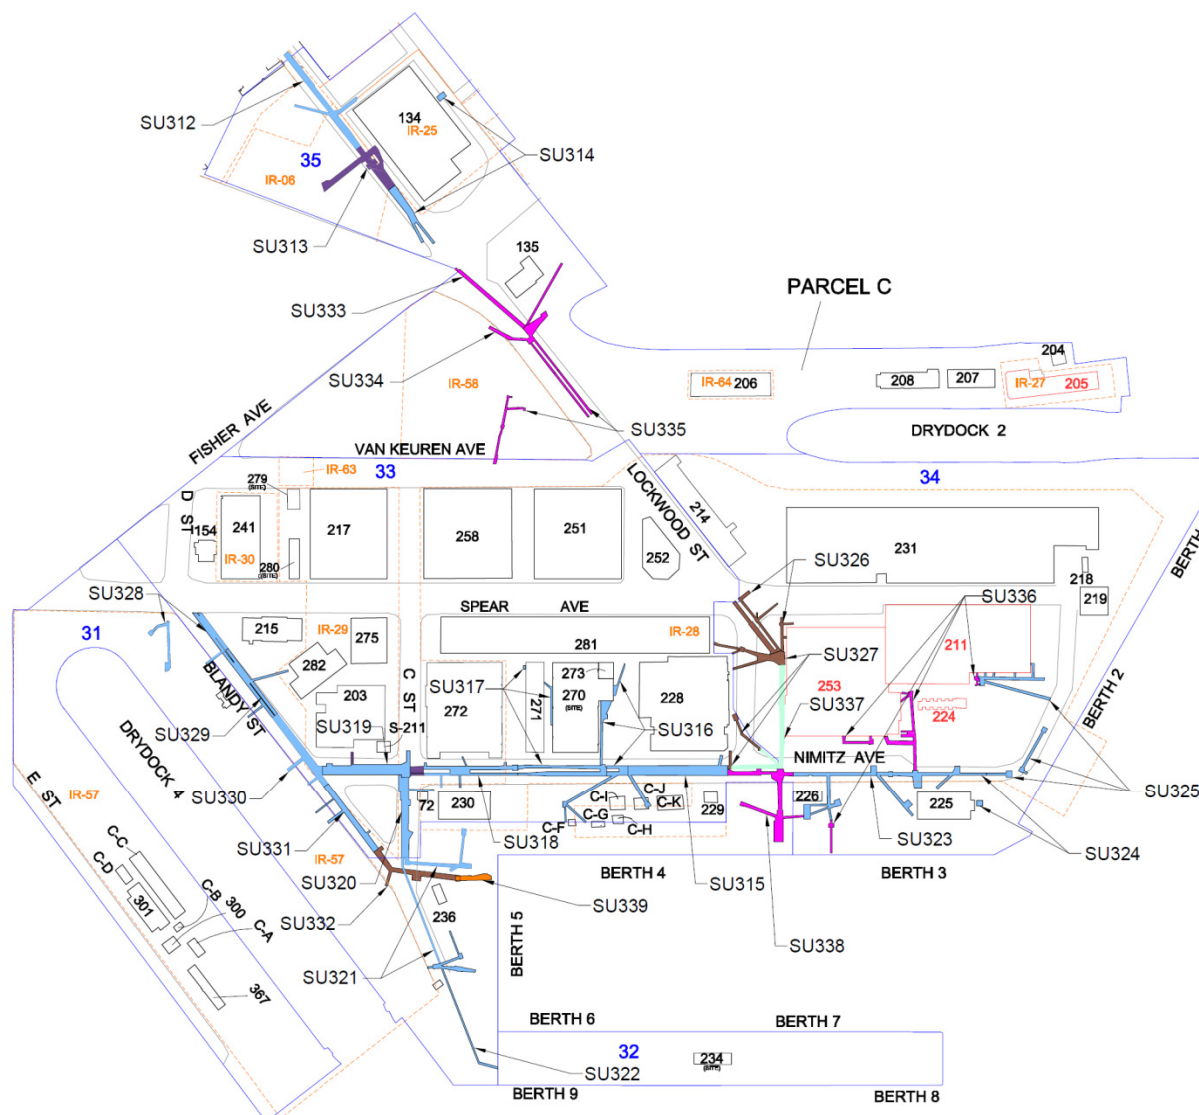 SU312
134
IR-25
35
SU314
IR-06
SU313
135
SU333
PARCEL C
204
SU334
IR-58
IR-64 206
208
207
IR-27 205
SU335
DRYDOCK 2
FISHER AVE
VAN KEUREN AVE
33
IR-63
34
279
(SITE)
D ST
LOCKWOOD ST
214
154
241
217
258
251
252
231
BERTH
IR-30
280
(SITE)
218
219
SU326
SU328
SPEAR AVE
SU336
31
215
IR-29
275
281
IR-28
211
SU327
282
BLANDY ST
C ST
203
SU317
273
270
(SITE)
271
272
228
253
SU337
224
BERTH 2
SU319
S-211
SU316
SU329
NIMITZ AVE
DRYDOCK 4
E ST
IR-57
SU330
72
230
C-I
C-J
C-K
229
226
225
SU325
C-F
C-G
C-H
SU318
SU323
SU331
IR-57
SU324
C-C
C-D
BERTH 4
SU315
BERTH 3
SU320
C-B
300
C-A
301
SU332
236
SU339
BERTH 5
SU338
SU321
367
BERTH 6
BERTH 7
32
234
(SITE)
SU322
BERTH 9
BERTH 8